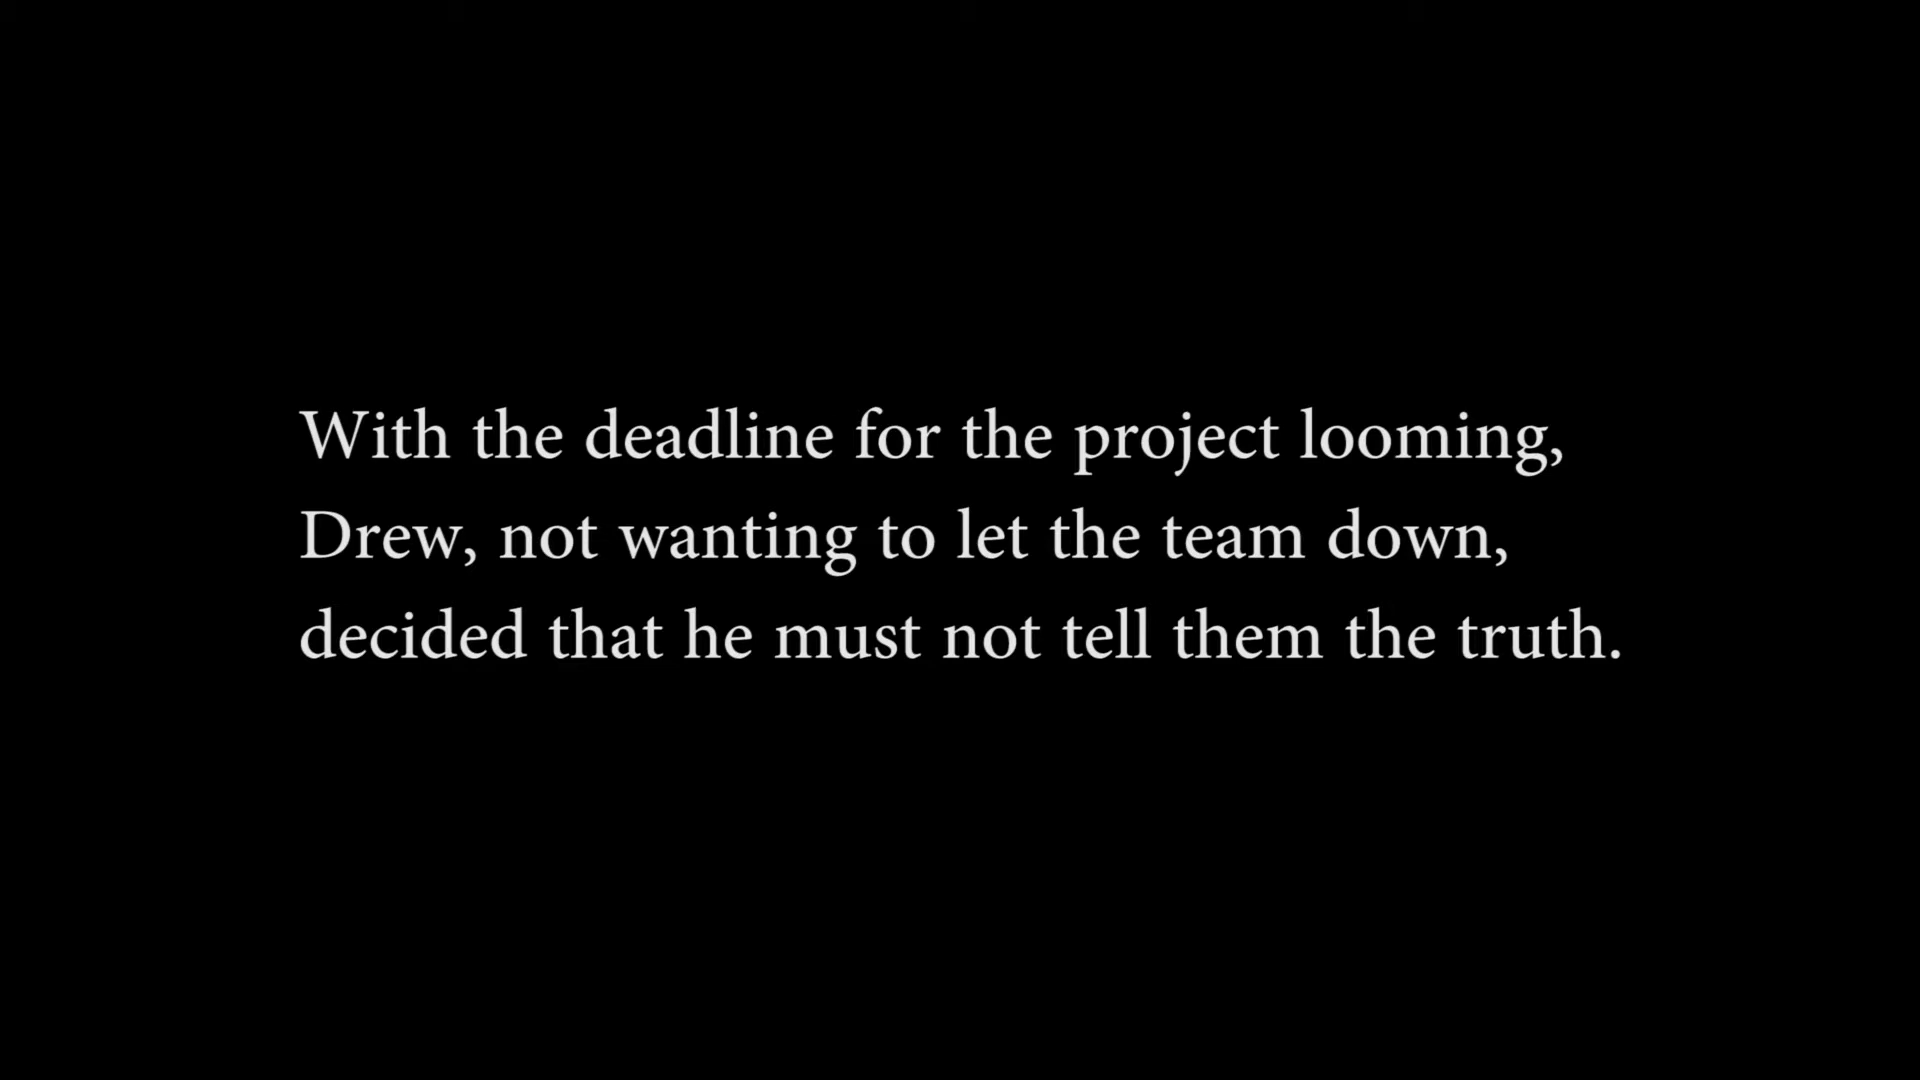 With the deadline for the project looming,
Drew, not wanting to let the team down,
decided that he must not tell them the truth.